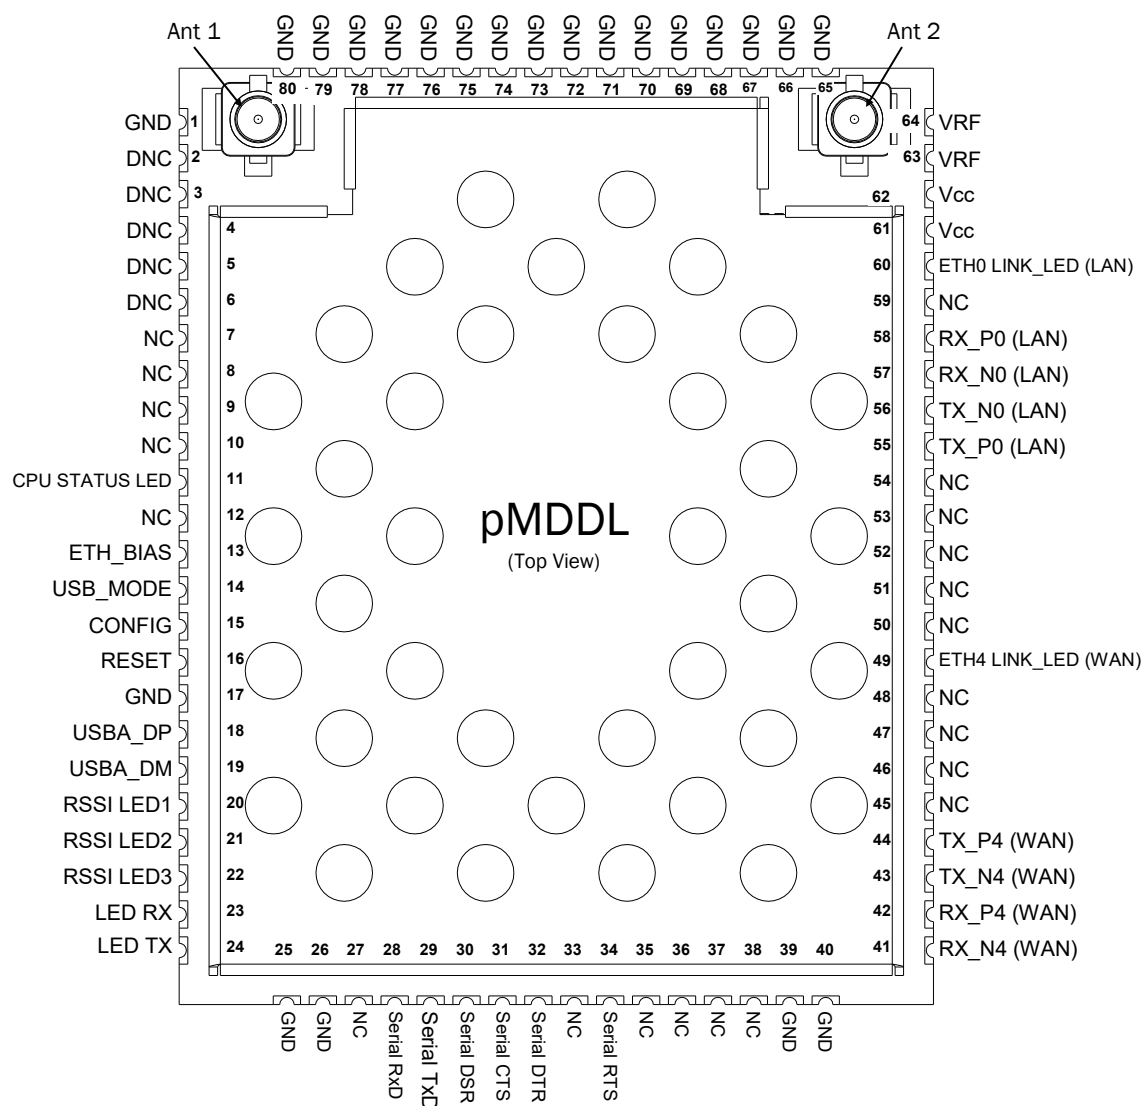 Ant 1
GND GND GND GND GND GND GND GND GND GND GND GND GND GND GND GND
Ant 2
80 79 78 77 76 75 74 73 72 71 70 69 68 67 66 65
GND 1
64 VRF
DNC 2
63 VRF
DNC 3
62 Vcc
DNC 4
61 Vcc
DNC 5
60 ETH0 LINK_LED (LAN)
DNC 6
59 NC
NC 7
58 RX_P0 (LAN)
NC 8
57 RX_N0 (LAN)
NC 9
56 TX_N0 (LAN)
NC 10
55 TX_P0 (LAN)
CPU STATUS LED 11
54 NC
NC 12
53 NC
pMDDL
(Top View)
ETH_BIAS 13
52 NC
USB_MODE 14
51 NC
CONFIG 15
50 NC
RESET 16
49 ETH4 LINK_LED (WAN)
GND 17
48 NC
USBA_DP 18
47 NC
USBA_DM 19
46 NC
RSSI LED1 20
45 NC
RSSI LED2 21
44 TX_P4 (WAN)
RSSI LED3 22
43 TX_N4 (WAN)
LED RX 23
42 RX_P4 (WAN)
LED TX 24
41 RX_N4 (WAN)
25 26 27 28 29 30 31 32 33 34 35 36 37 38 39 40
GND
GND
NC
Serial RxD
Serial TxD
Serial DSR
Serial CTS
Serial DTR
NC
Serial RTS
NC
NC
NC
NC
GND
GND